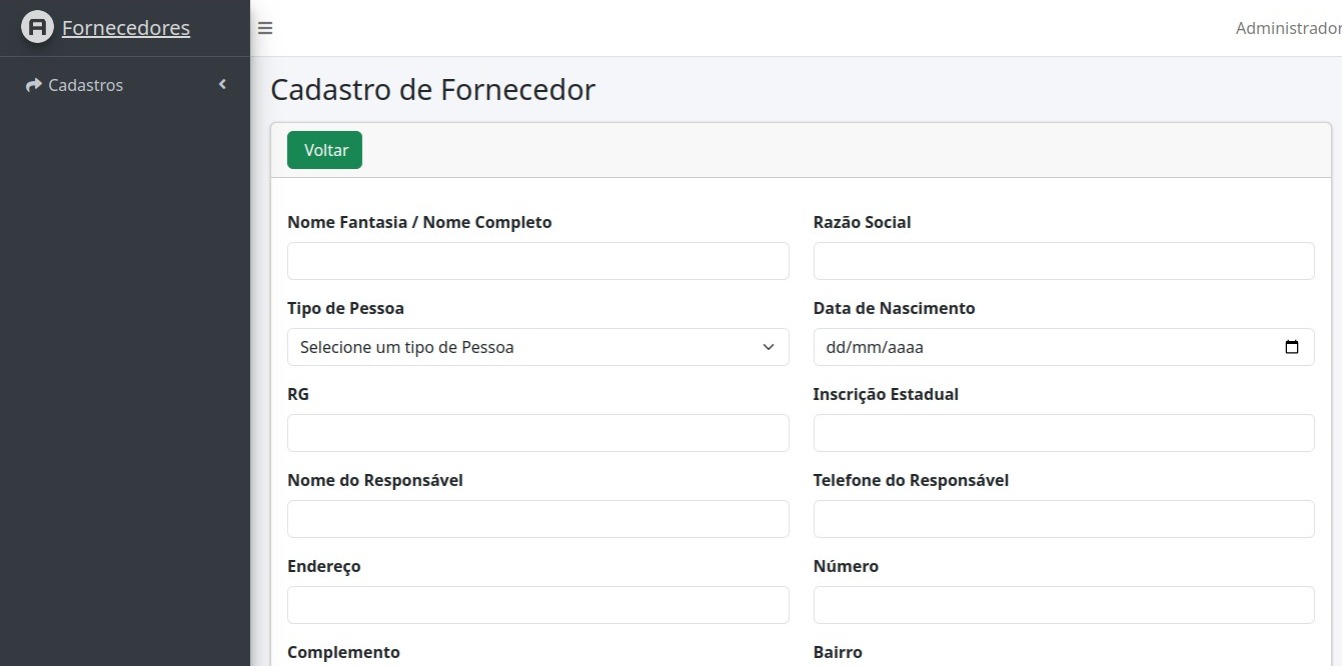 Fornecedores
Administrador
Cadastros
Cadastro de Fornecedor
Voltar
Nome Fantasia / Nome Completo
Razão Social
Tipo de Pessoa
Data de Nascimento
Selecione um tipo de Pessoa
dd/mm/aaaa
RG
Inscrição Estadual
Nome do Responsável
Telefone do Responsável
Endereço
Número
Complemento
Bairro